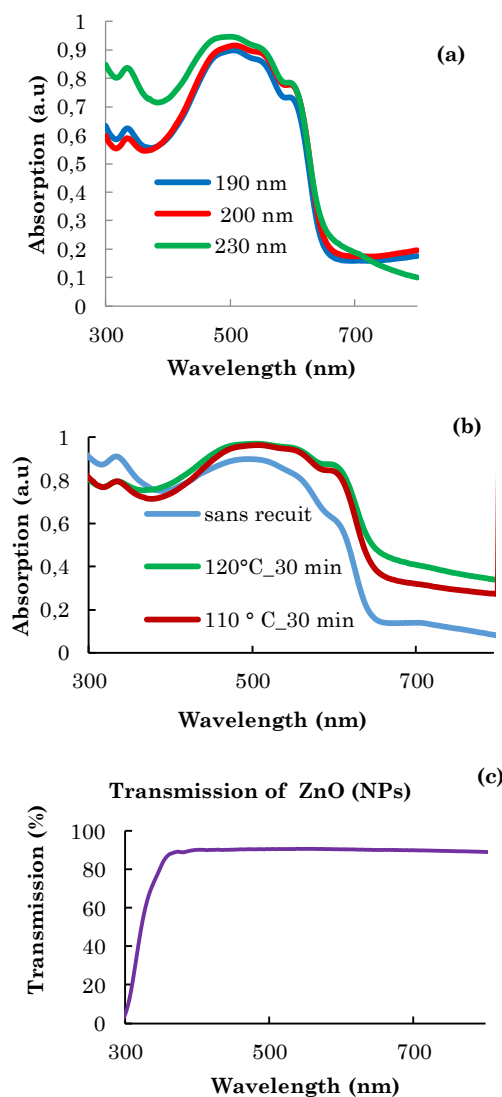 (a)
Absorption (a.u)
1
0,9
0,8
0,7
0,6
0,5
0,4
0,3
0,2
0,1
0
190 nm
200 nm
230 nm
300
500
700
Wavelength (nm)
(b)
Absorption (a.u)
1
0,8
0,6
0,4
0,2
0
sans recuit
120°C_30 min
110 ° C_30 min
300
500
700
Wavelength (nm)
(c)
Transmission of ZnO (NPs)
Transmission (%)
100
80
60
40
20
0
300
500
700
Wavelength (nm)